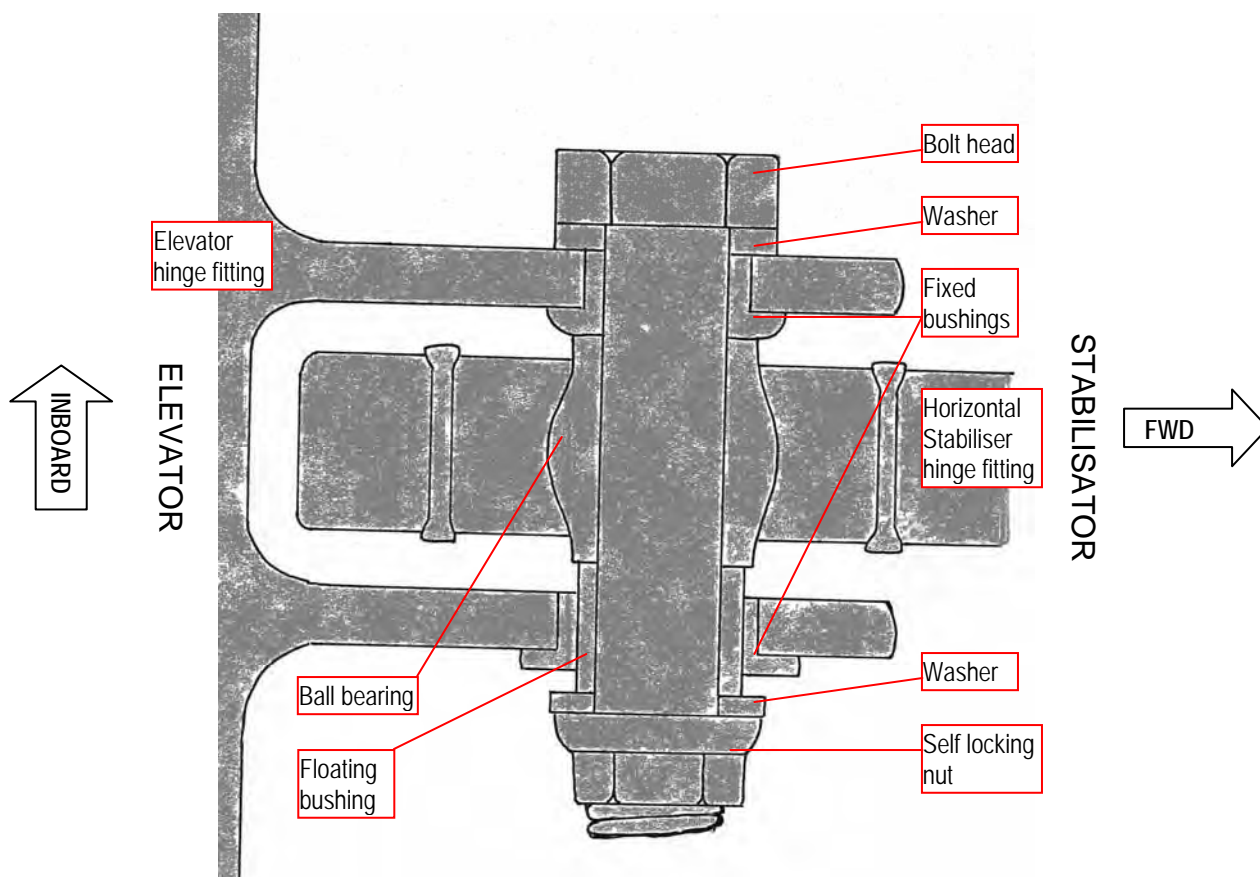 Bolt head
Washer
Elevator
hinge fitting
Fixed
bushings
INBOARD
ELEVATOR
Horizontal
Stabiliser
hinge fitting
STABILISATOR
FWD
Ball bearing
Washer
Floating
bushing
Self locking
nut